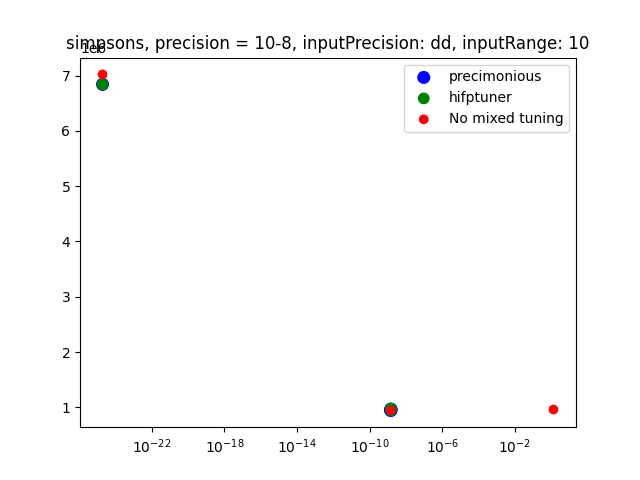 simpsons, precision = 10-8, inputPrecision: dd, inputRange: 10
1e6
precimonious
hifptuner
No mixed tuning
7
6
5
4
3
2
1
10⁻²² 10⁻¹⁸ 10⁻¹⁴ 10⁻¹⁰ 10⁻⁶ 10⁻²